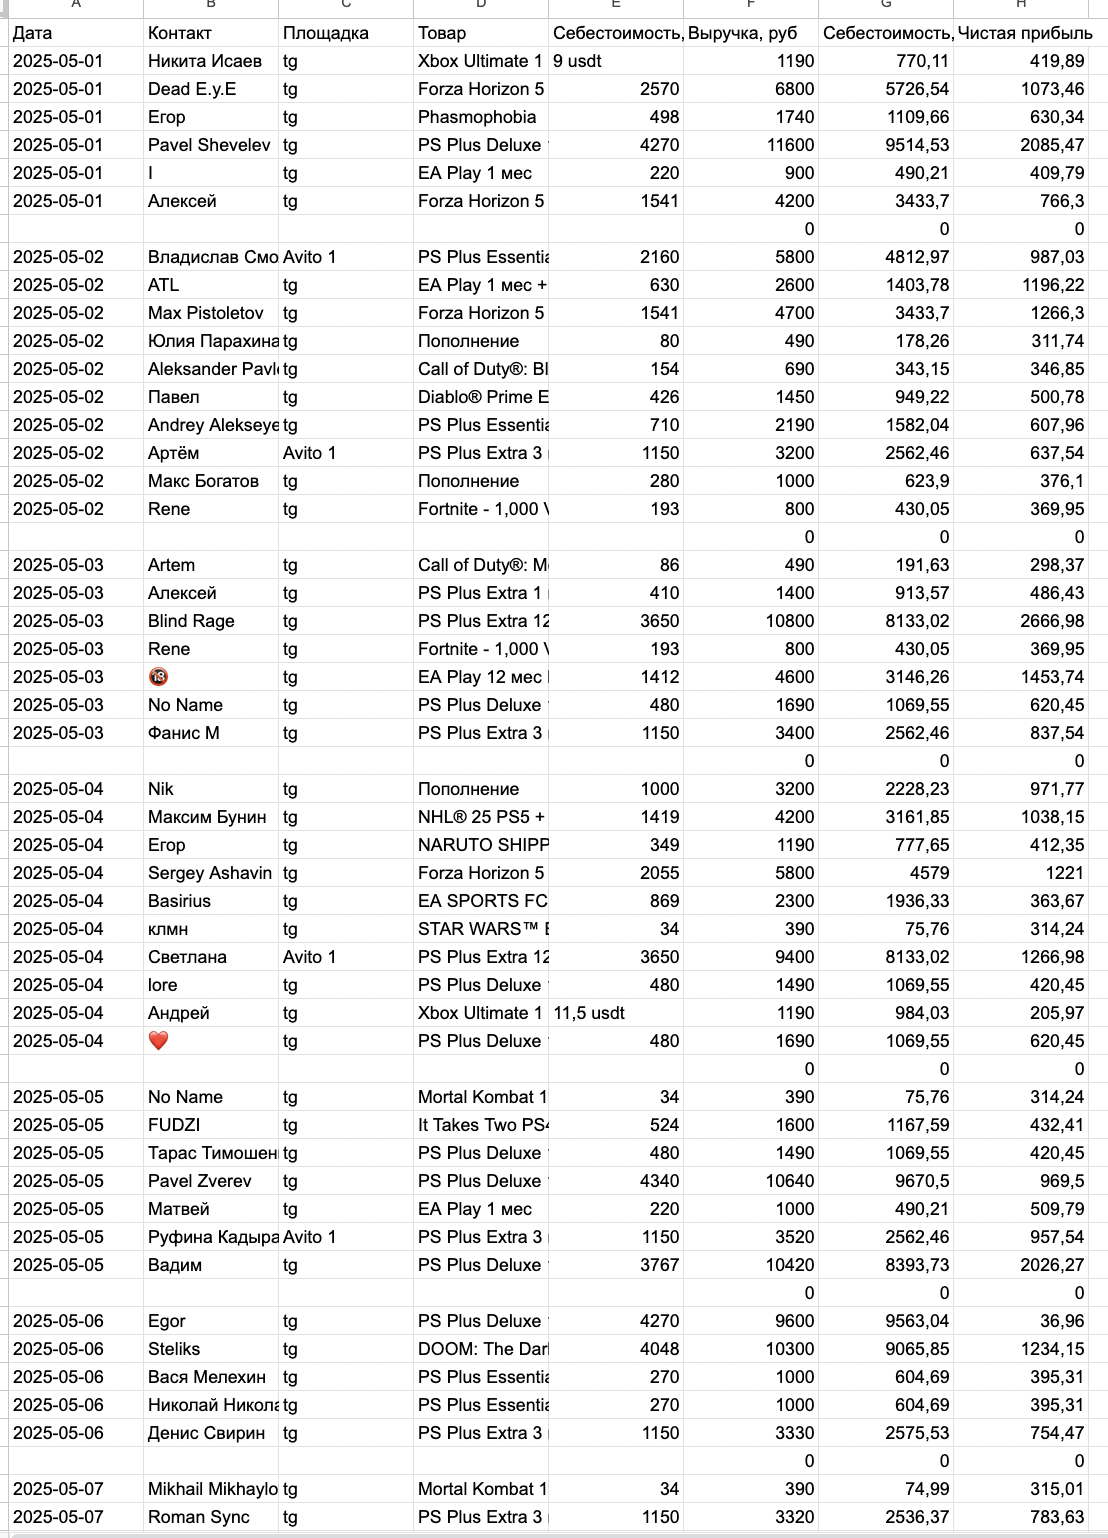 A B C D E F G H
Дата Контакт Площадка Товар Себестоимость, Выручка, руб Себестоимость, Чистая прибыль
2025-05-01 Никита Исаев tg Xbox Ultimate 1 9 usdt 1190 770,11 419,89
2025-05-01 Dead E.y.E tg Forza Horizon 5 2570 6800 5726,54 1073,46
2025-05-01 Егор tg Phasmophobia 498 1740 1109,66 630,34
2025-05-01 Pavel Shevelev tg PS Plus Deluxe 4270 11600 9514,53 2085,47
2025-05-01 I tg EA Play 1 мес 220 900 490,21 409,79
2025-05-01 Алексей tg Forza Horizon 5 1541 4200 3433,7 766,3
0 0 0
2025-05-02 Владислав Смо Avito 1 PS Plus Essentia 2160 5800 4812,97 987,03
2025-05-02 ATL tg EA Play 1 мес + 630 2600 1403,78 1196,22
2025-05-02 Max Pistoletov tg Forza Horizon 5 1541 4700 3433,7 1266,3
2025-05-02 Юлия Парахина tg Пополнение 80 490 178,26 311,74
2025-05-02 Aleksander Pavl tg Call of Duty®: Bl 154 690 343,15 346,85
2025-05-02 Павел tg Diablo® Prime E 426 1450 949,22 500,78
2025-05-02 Andrey Alekseye tg PS Plus Essentia 710 2190 1582,04 607,96
2025-05-02 Артём Avito 1 PS Plus Extra 3 1150 3200 2562,46 637,54
2025-05-02 Макс Богатов tg Пополнение 280 1000 623,9 376,1
2025-05-02 Rene tg Fortnite - 1,000 V 193 800 430,05 369,95
0 0 0
2025-05-03 Artem tg Call of Duty®: M 86 490 191,63 298,37
2025-05-03 Алексей tg PS Plus Extra 1 410 1400 913,57 486,43
2025-05-03 Blind Rage tg PS Plus Extra 12 3650 10800 8133,02 2666,98
2025-05-03 Rene tg Fortnite - 1,000 V 193 800 430,05 369,95
2025-05-03 🔞 tg EA Play 12 мес 1412 4600 3146,26 1453,74
2025-05-03 No Name tg PS Plus Deluxe 480 1690 1069,55 620,45
2025-05-03 Фанис М tg PS Plus Extra 3 1150 3400 2562,46 837,54
0 0 0
2025-05-04 Nik tg Пополнение 1000 3200 2228,23 971,77
2025-05-04 Максим Бунин tg NHL® 25 PS5 + 1419 4200 3161,85 1038,15
2025-05-04 Егор tg NARUTO SHIPP 349 1190 777,65 412,35
2025-05-04 Sergey Ashavin tg Forza Horizon 5 2055 5800 4579 1221
2025-05-04 Basirius tg EA SPORTS FC 869 2300 1936,33 363,67
2025-05-04 клмн tg STAR WARS™ E 34 390 75,76 314,24
2025-05-04 Светлана Avito 1 PS Plus Extra 12 3650 9400 8133,02 1266,98
2025-05-04 lore tg PS Plus Deluxe 480 1490 1069,55 420,45
2025-05-04 Андрей tg Xbox Ultimate 1 11,5 usdt 1190 984,03 205,97
2025-05-04 ❤️ tg PS Plus Deluxe 480 1690 1069,55 620,45
0 0 0
2025-05-05 No Name tg Mortal Kombat 1 34 390 75,76 314,24
2025-05-05 FUDZI tg It Takes Two PS4 524 1600 1167,59 432,41
2025-05-05 Тарас Тимошен tg PS Plus Deluxe 480 1490 1069,55 420,45
2025-05-05 Pavel Zverev tg PS Plus Deluxe 4340 10640 9670,5 969,5
2025-05-05 Матвей tg EA Play 1 мес 220 1000 490,21 509,79
2025-05-05 Руфина Кадыра Avito 1 PS Plus Extra 3 1150 3520 2562,46 957,54
2025-05-05 Вадим tg PS Plus Deluxe 3767 10420 8393,73 2026,27
0 0 0
2025-05-06 Egor tg PS Plus Deluxe 4270 9600 9563,04 36,96
2025-05-06 Steliks tg DOOM: The Dar 4048 10300 9065,85 1234,15
2025-05-06 Вася Мелехин tg PS Plus Essentia 270 1000 604,69 395,31
2025-05-06 Николай Никола tg PS Plus Essentia 270 1000 604,69 395,31
2025-05-06 Денис Свирин tg PS Plus Extra 3 1150 3330 2575,53 754,47
0 0 0
2025-05-07 Mikhail Mikhaylo tg Mortal Kombat 1 34 390 74,99 315,01
2025-05-07 Roman Sync tg PS Plus Extra 3 1150 3320 2536,37 783,63